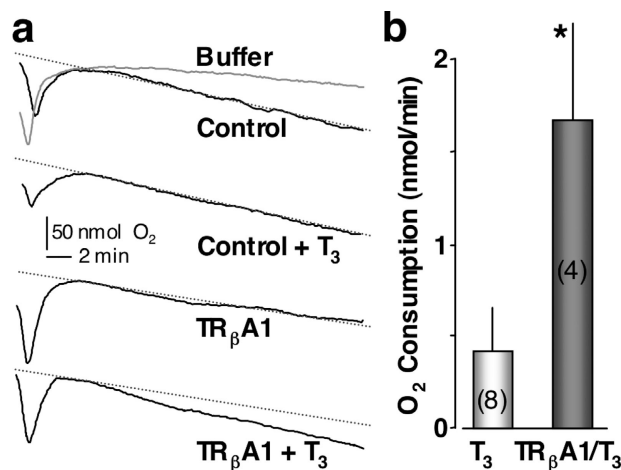 a
Buffer
Control
50 nmol O₂
2 min
Control + T₃
TRβA1
TRβA1 + T₃
b
O₂ Consumption (nmol/min)
2
1
0
*
(8)
(4)
T₃
TRβA1/T₃